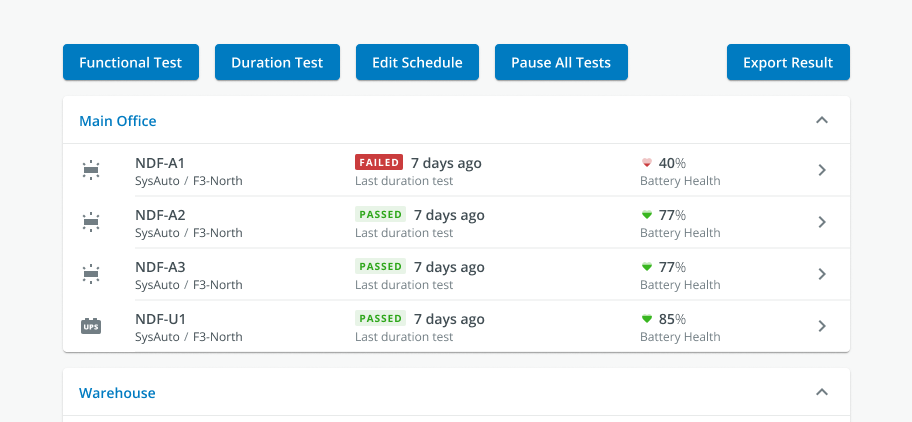 Functional Test Duration Test Edit Schedule Pause All Tests Export Result
Main Office
NDF-A1 FAILED 7 days ago 40%
SysAuto / F3-North Last duration test Battery Health
NDF-A2 PASSED 7 days ago 77%
SysAuto / F3-North Last duration test Battery Health
NDF-A3 PASSED 7 days ago 77%
SysAuto / F3-North Last duration test Battery Health
UPS NDF-U1 PASSED 7 days ago 85%
SysAuto / F3-North Last duration test Battery Health
Warehouse